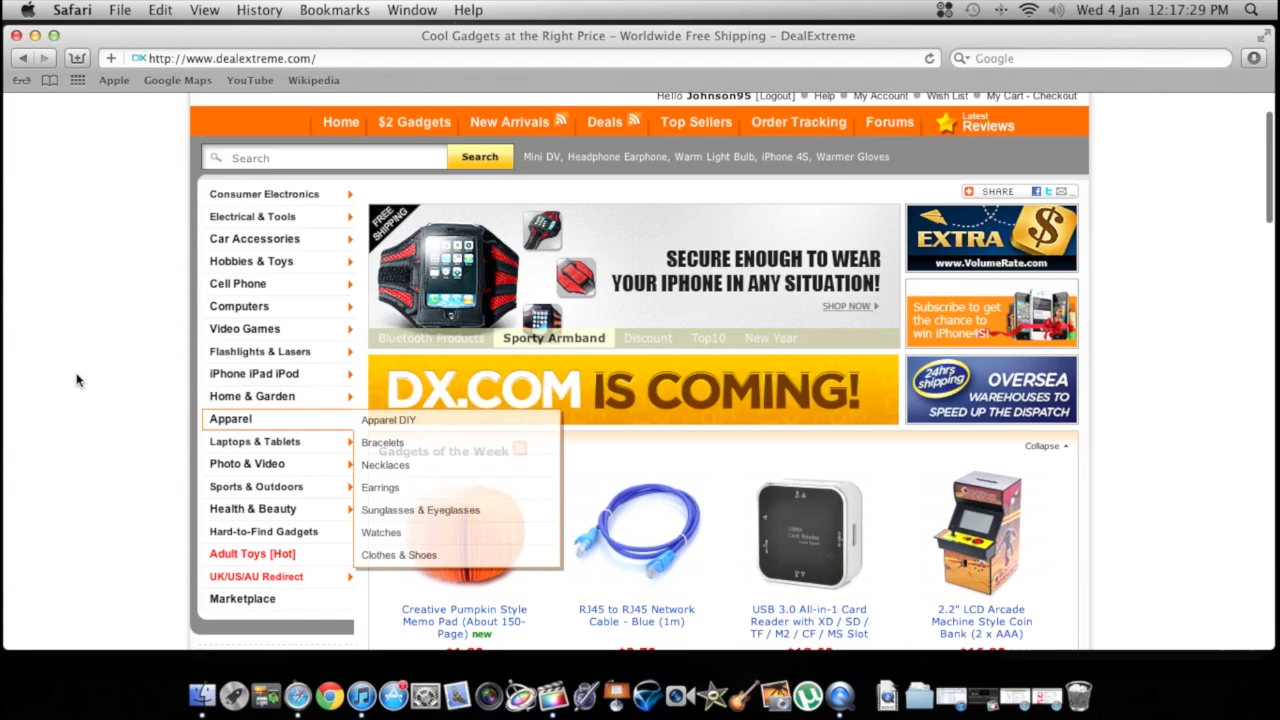 Safari File Edit View History Bookmarks Window Help Wed 4 Jan 12:17:29 PM
Cool Gadgets at the Right Price – Worldwide Free Shipping – DealExtreme
DX http://www.dealextreme.com/
Google
Apple Google Maps YouTube Wikipedia
Hello Johnson95 [Logout] Help My Account Wish List My Cart - Checkout
Home $2 Gadgets New Arrivals Deals Top Sellers Order Tracking Forums Latest Reviews
Search Search Mini DV, Headphone Earphone, Warm Light Bulb, iPhone 4S, Warmer Gloves
Consumer Electronics
Electrical & Tools
Car Accessories
Hobbies & Toys
Cell Phone
Computers
Video Games
Flashlights & Lasers
iPhone iPad iPod
Home & Garden
Apparel
Laptops & Tablets
Photo & Video
Sports & Outdoors
Health & Beauty
Hard-to-Find Gadgets
Adult Toys [Hot]
UK/US/AU Redirect
Marketplace
Apparel DIY
Bracelets
Necklaces
Earrings
Sunglasses & Eyeglasses
Watches
Clothes & Shoes
SHARE
FREE SHIPPING
SECURE ENOUGH TO WEAR
YOUR IPHONE IN ANY SITUATION!
SHOP NOW
Bluetooth Products Sporty Armband Discount Top10 New Year
EXTRA
www.VolumeRate.com
Subscribe to get
the chance to
win iPhone4S!
DX.COM IS COMING!
24hrs shipping
OVERSEA
WAREHOUSES TO
SPEED UP THE DISPATCH
Gadgets of the Week
Collapse
Creative Pumpkin Style
Memo Pad (About 150-
Page) new
RJ45 to RJ45 Network
Cable - Blue (1m)
USB 3.0 All-in-1 Card
Reader with XD / SD /
TF / M2 / CF / MS Slot
2.2" LCD Arcade
Machine Style Coin
Bank (2 x AAA)